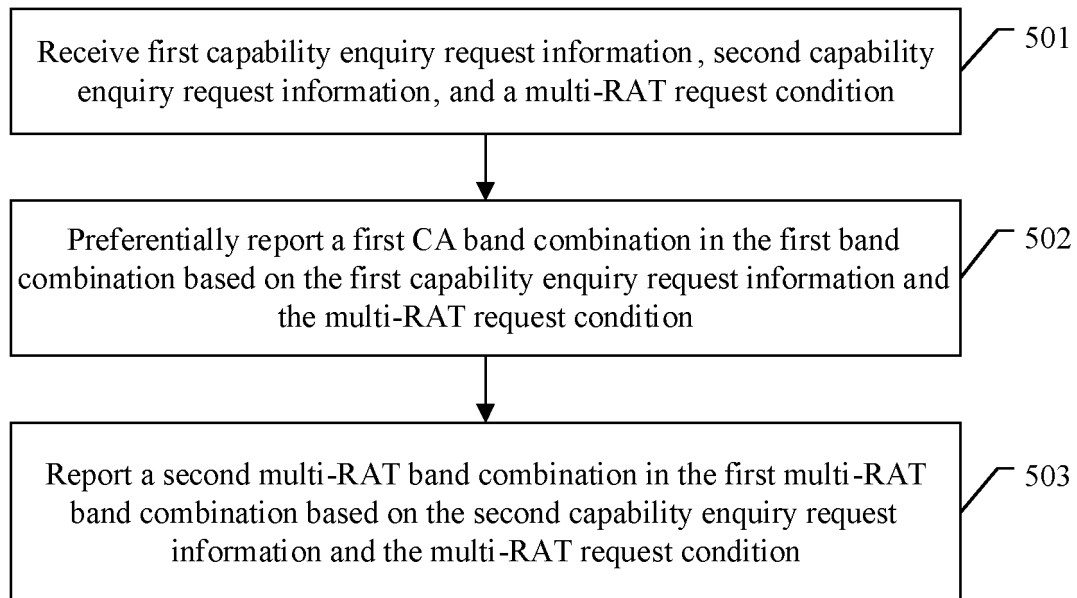 Receive first capability enquiry request information, second capability
enquiry request information, and a multi-RAT request condition
501
Preferentially report a first CA band combination in the first band
combination based on the first capability enquiry request information and
the multi-RAT request condition
502
Report a second multi-RAT band combination in the first multi-RAT
band combination based on the second capability enquiry request
information and the multi-RAT request condition
503